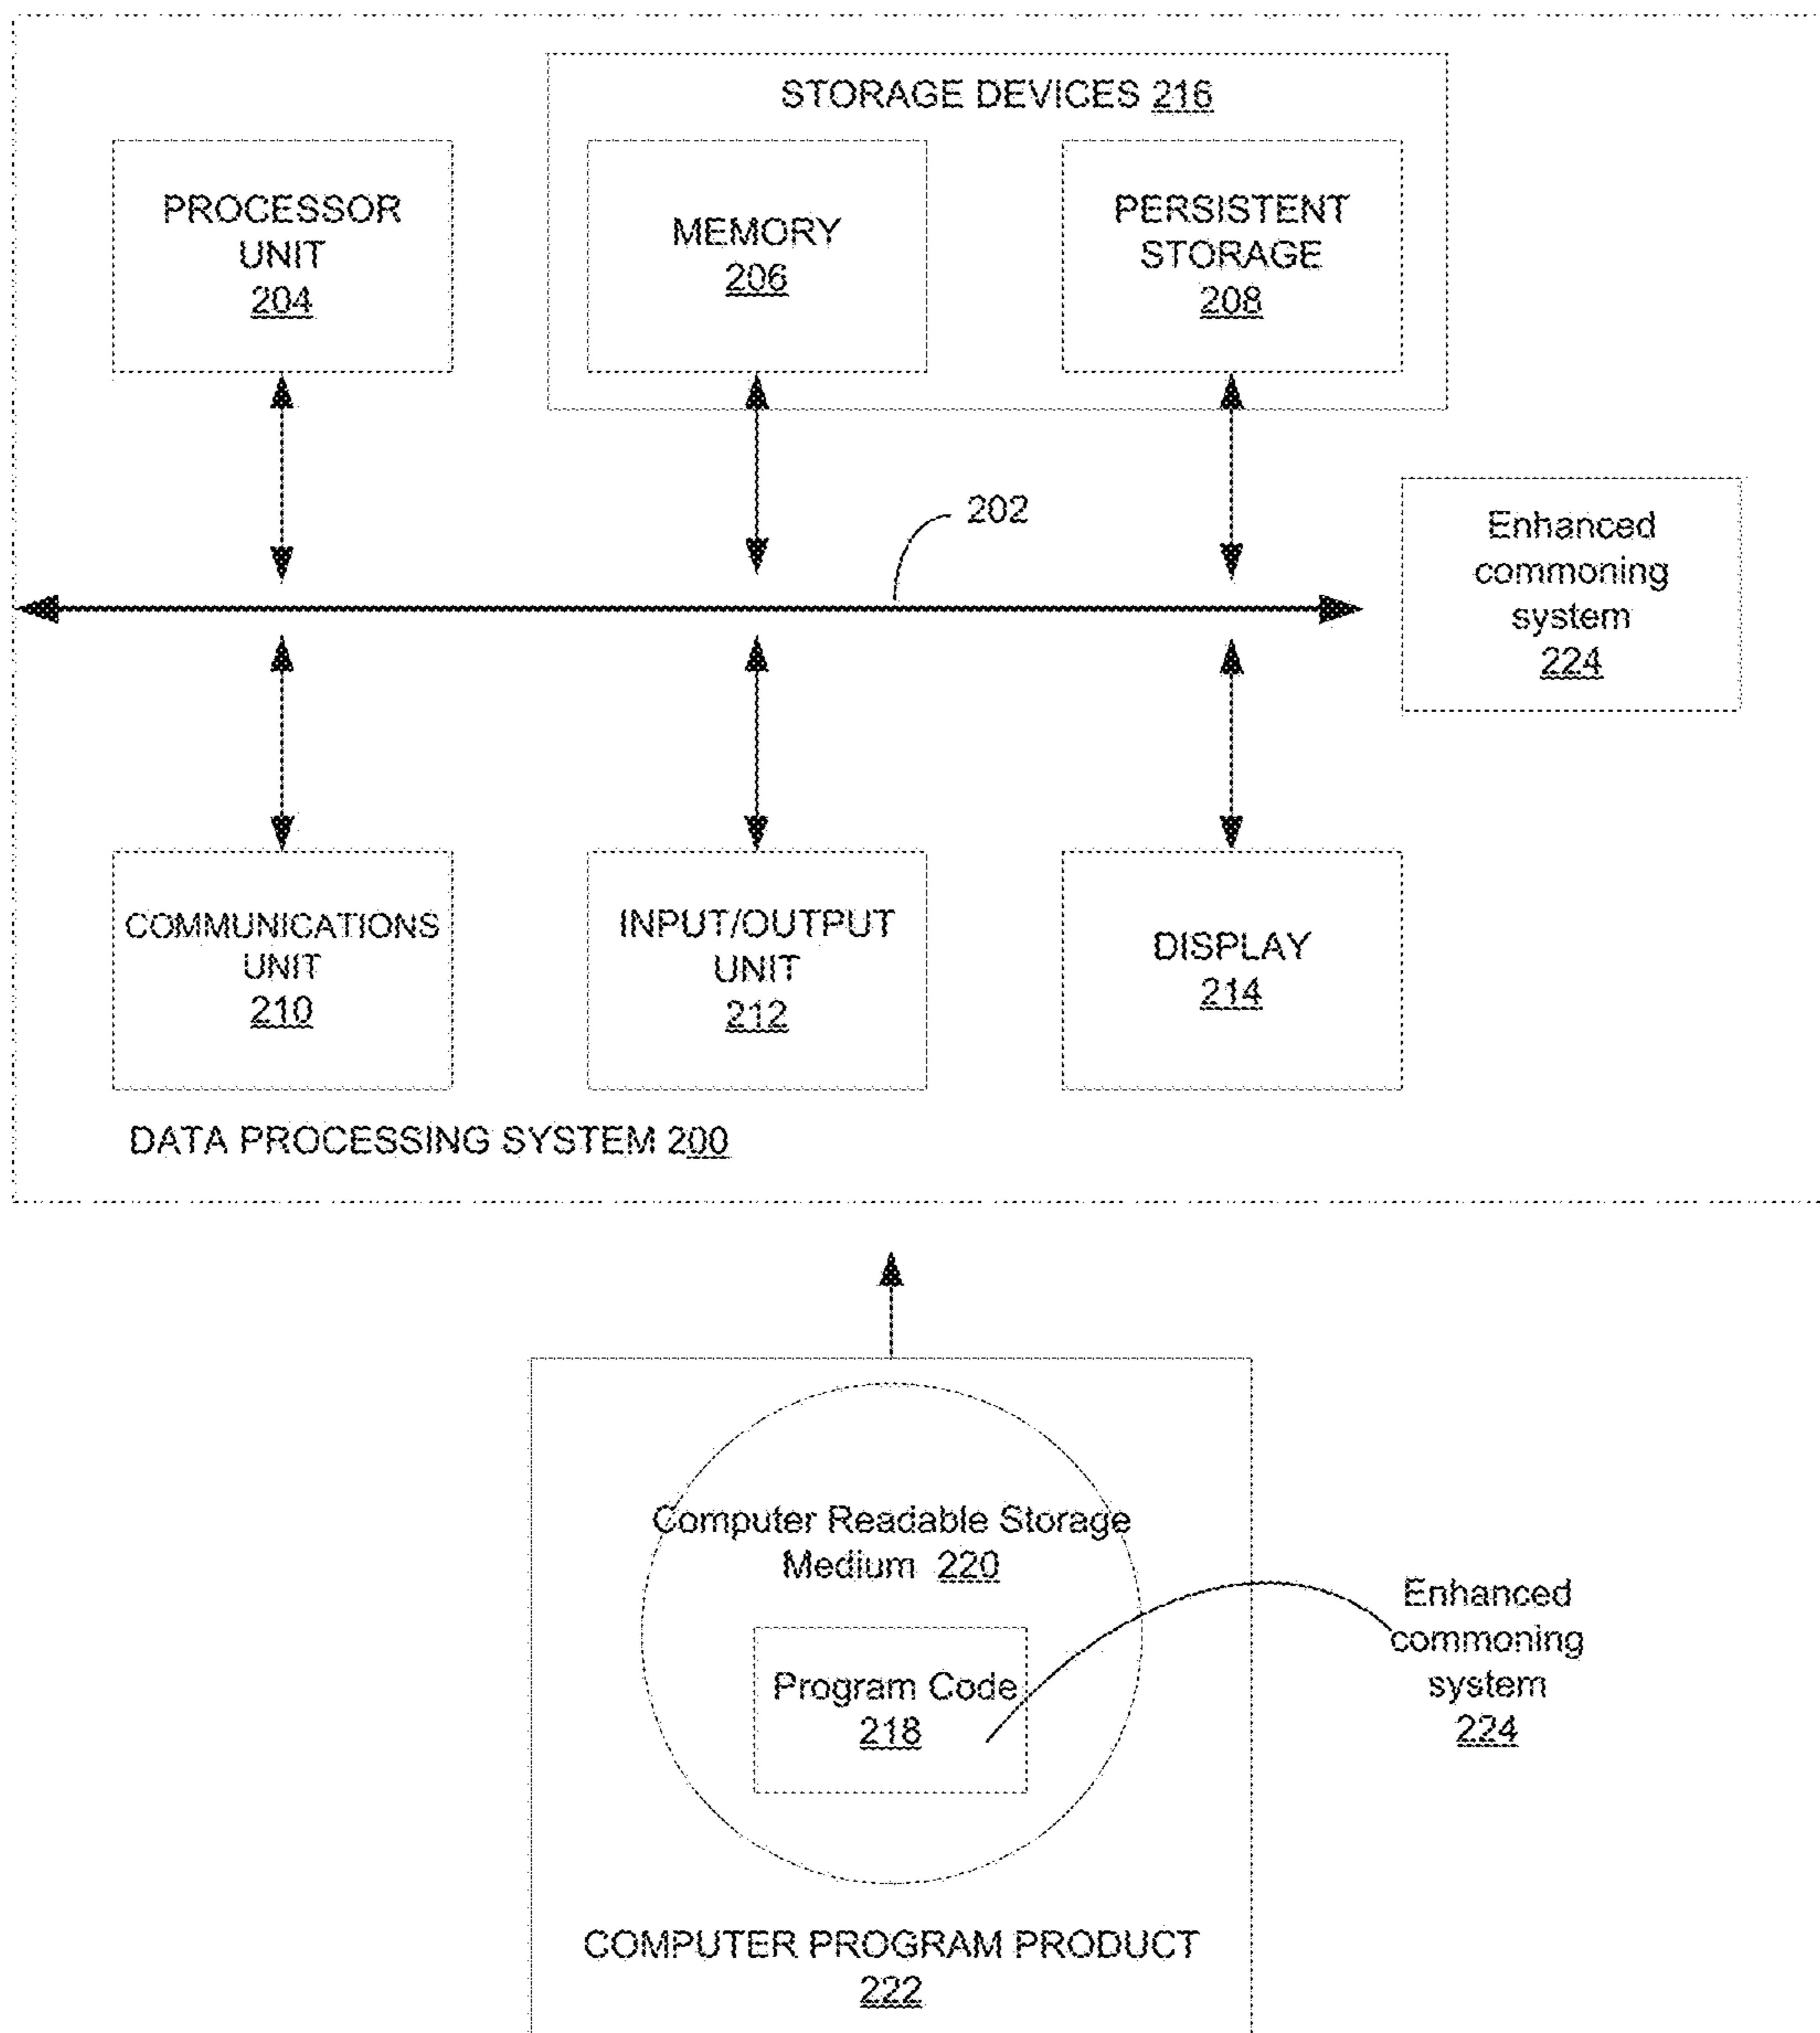 STORAGE DEVICES 216
PROCESSOR
UNIT
204
MEMORY
206
PERSISTENT
STORAGE
208
202
Enhanced
commoning
system
224
COMMUNICATIONS
UNIT
210
INPUT/OUTPUT
UNIT
212
DISPLAY
214
DATA PROCESSING SYSTEM 200
Computer Readable Storage
Medium 220
Program Code
218
Enhanced
commoning
system
224
COMPUTER PROGRAM PRODUCT
222